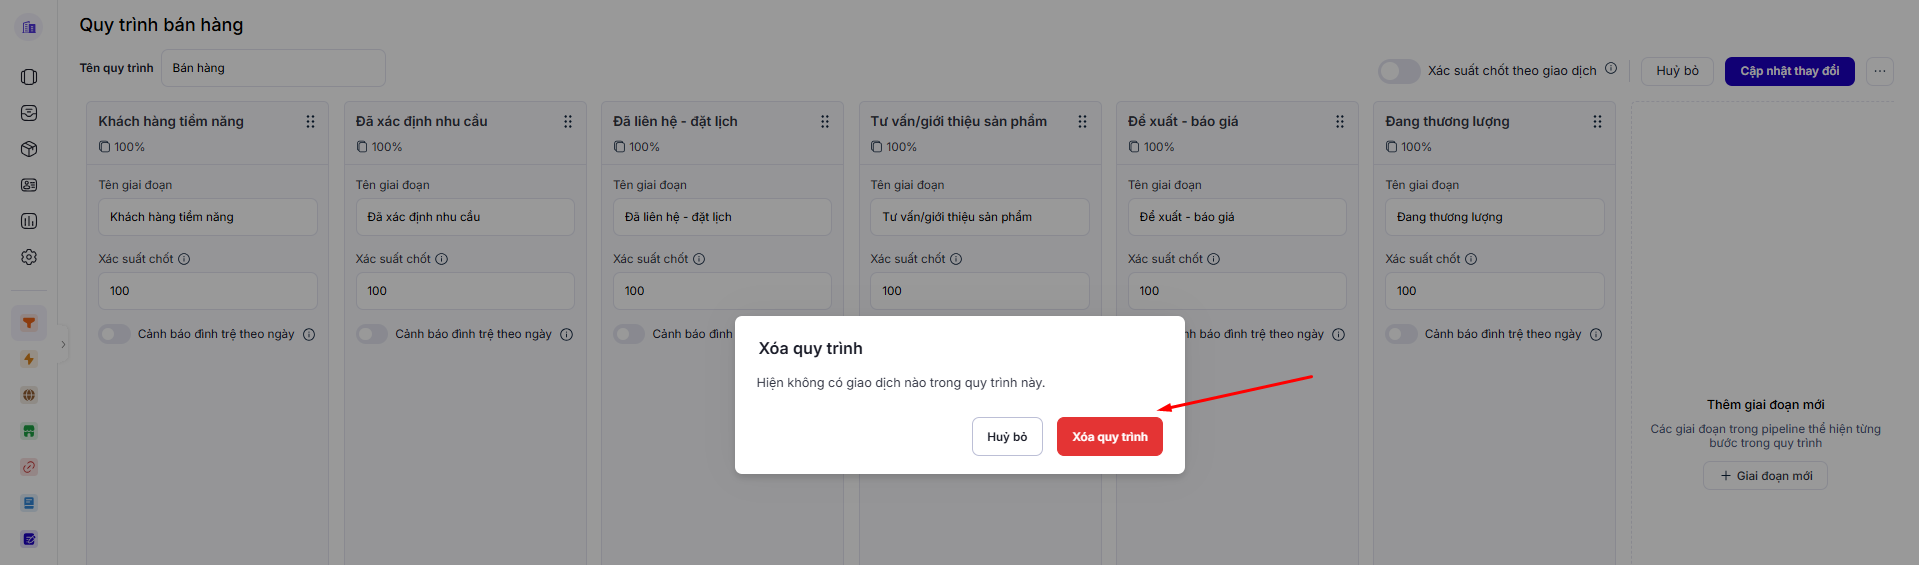 Quy trình bán hàng
Tên quy trình
Bán hàng
Xác suất chốt theo giao dịch
Huỷ bỏ
Cập nhật thay đổi
Khách hàng tiềm năng
100%
Tên giai đoạn
Khách hàng tiềm năng
Xác suất chốt
100
Cảnh báo đình trệ theo ngày
Đã xác định nhu cầu
100%
Tên giai đoạn
Đã xác định nhu cầu
Xác suất chốt
100
Cảnh báo đình trệ theo ngày
Đã liên hệ - đặt lịch
100%
Tên giai đoạn
Đã liên hệ - đặt lịch
Xác suất chốt
100
Cảnh báo đình
Tư vấn/giới thiệu sản phẩm
100%
Tên giai đoạn
Tư vấn/giới thiệu sản phẩm
Xác suất chốt
100
Đề xuất - báo giá
100%
Tên giai đoạn
Đề xuất - báo giá
Xác suất chốt
100
báo đình trệ theo ngày
Đang thương lượng
100%
Tên giai đoạn
Đang thương lượng
Xác suất chốt
100
Cảnh báo đình trệ theo ngày
Thêm giai đoạn mới
Các giai đoạn trong pipeline thể hiện từng
bước trong quy trình
+ Giai đoạn mới
Xóa quy trình
Hiện không có giao dịch nào trong quy trình này.
Huỷ bỏ
Xóa quy trình